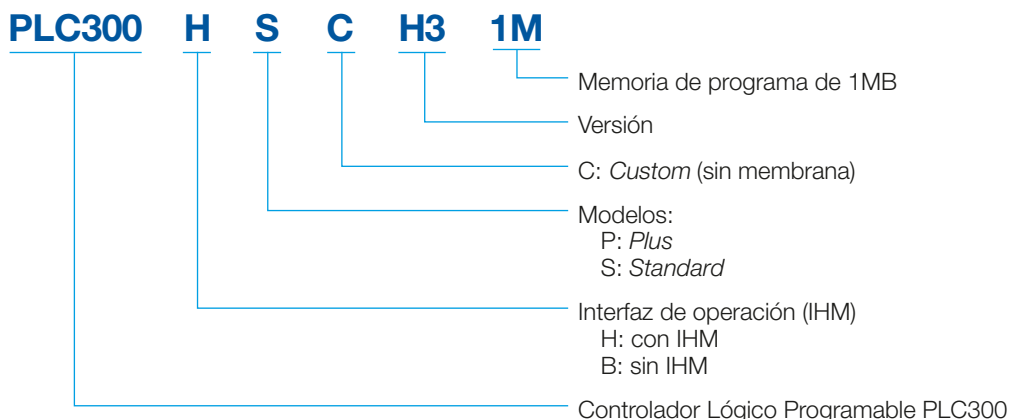 PLC300 H S C H3 1M
Memoria de programa de 1MB
Versión
C: Custom (sin membrana)
Modelos:
P: Plus
S: Standard
Interfaz de operación (IHM)
H: con IHM
B: sin IHM
Controlador Lógico Programable PLC300